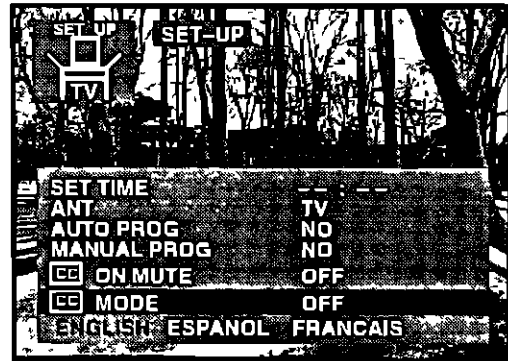 SET UP
SET-UP
TV
SET TIME -- : --
ANT TV
AUTO PROG NO
MANUAL PROG NO
CC ON MUTE OFF
CC MODE OFF
ENGLISH ESPANOL FRANCAIS